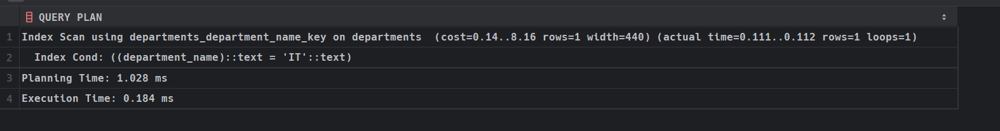 QUERY PLAN
1 Index Scan using departments_department_name_key on departments  (cost=0.14..8.16 rows=1 width=440) (actual time=0.111..0.112 rows=1 loops=1)
2   Index Cond: ((department_name)::text = 'IT'::text)
3 Planning Time: 1.028 ms
4 Execution Time: 0.184 ms